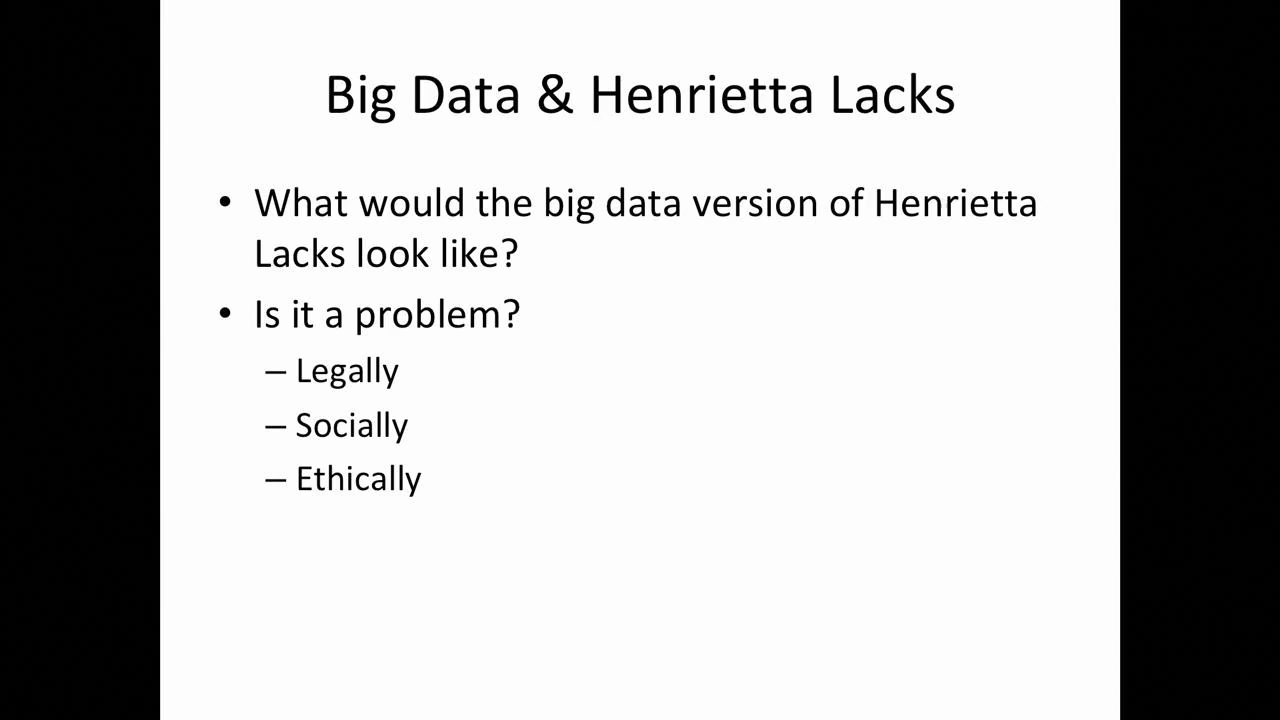 Big Data & Henrietta Lacks
• What would the big data version of Henrietta
Lacks look like?
• Is it a problem?
– Legally
– Socially
– Ethically